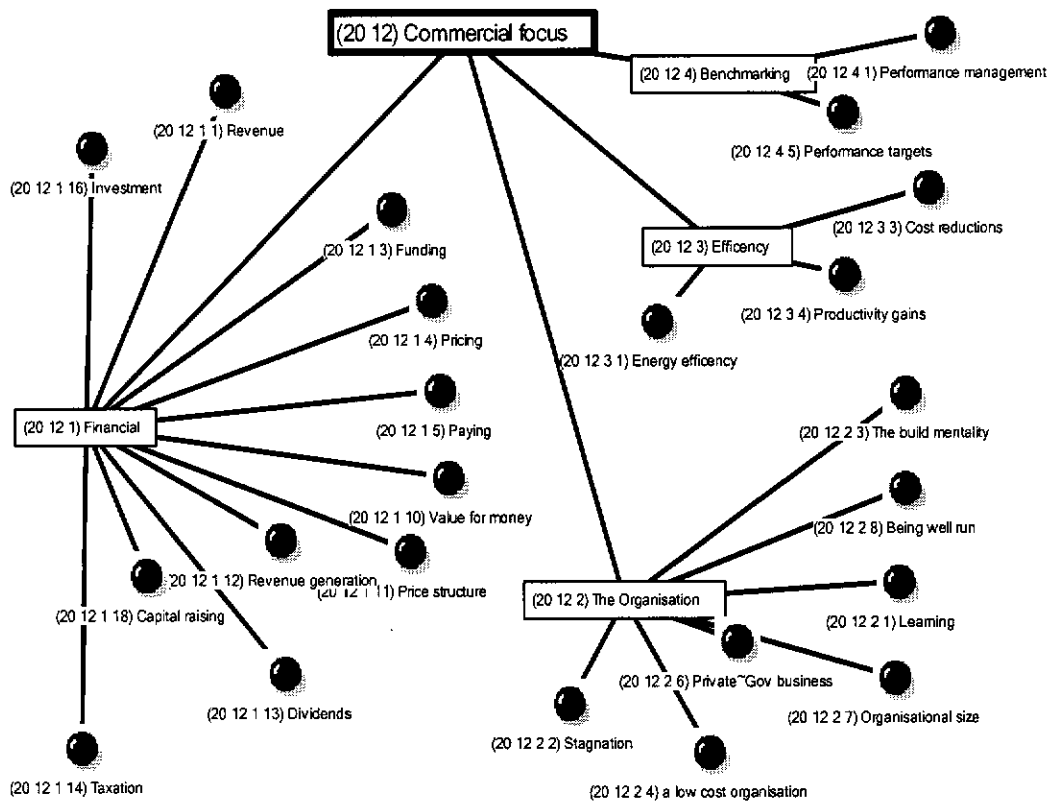 (20 12) Commercial focus
(20 12 4) Benchmarking
(20 12 4 1) Performance management
(20 12 1 1) Revenue
(20 12 4 5) Performance targets
(20 12 1 16) Investment
(20 12 3 3) Cost reductions
(20 12 3) Efficency
(20 12 1 3) Funding
(20 12 3 4) Productivity gains
(20 12 1 4) Pricing
(20 12 3 1) Energy efficency
(20 12 1) Financial
(20 12 1 5) Paying
(20 12 2 3) The build mentality
(20 12 1 10) Value for money
(20 12 2 8) Being well run
(20 12 1 12) Revenue generation
(20 12 1 11) Price structure
(20 12 2) The Organisation
(20 12 1 18) Capital raising
(20 12 2 1) Learning
(20 12 2 6) Private~Gov business
(20 12 1 13) Dividends
(20 12 2 7) Organisational size
(20 12 2 2) Stagnation
(20 12 1 14) Taxation
(20 12 2 4) a low cost organisation